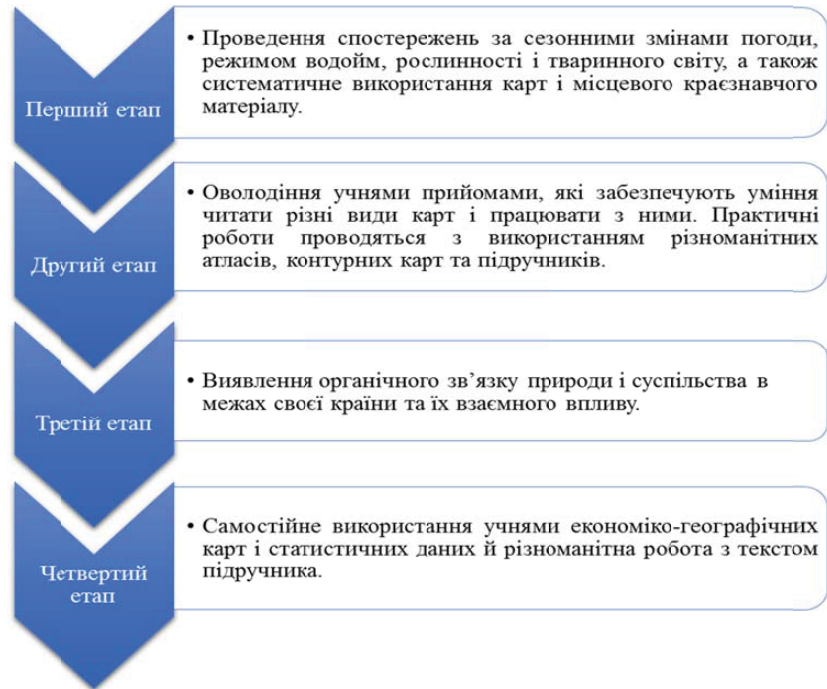 Перший етап
• Проведення спостережень за сезонними змінами погоди,
режимом водойм, рослинності і тваринного світу, а також
систематичне використання карт і місцевого краєзнавчого
матеріалу.
Другий етап
• Оволодіння учнями прийомами, які забезпечують уміння
читати різні види карт і працювати з ними. Практичні
роботи проводяться з використанням різноманітних
атласів, контурних карт та підручників.
Третій етап
• Виявлення органічного зв’язку природи і суспільства в
межах своєї країни та їх взаємного впливу.
Четвертий
етап
• Самостійне використання учнями економіко-географічних
карт і статистичних даних й різноманітна робота з текстом
підручника.